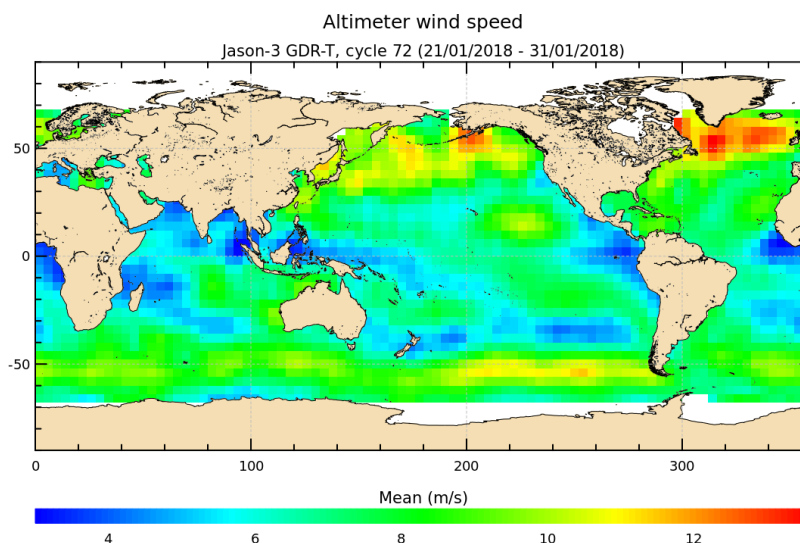 Altimeter wind speed
Jason-3 GDR-T, cycle 72 (21/01/2018 - 31/01/2018)
50
0
-50
0 100 200 300
Mean (m/s)
4 6 8 10 12